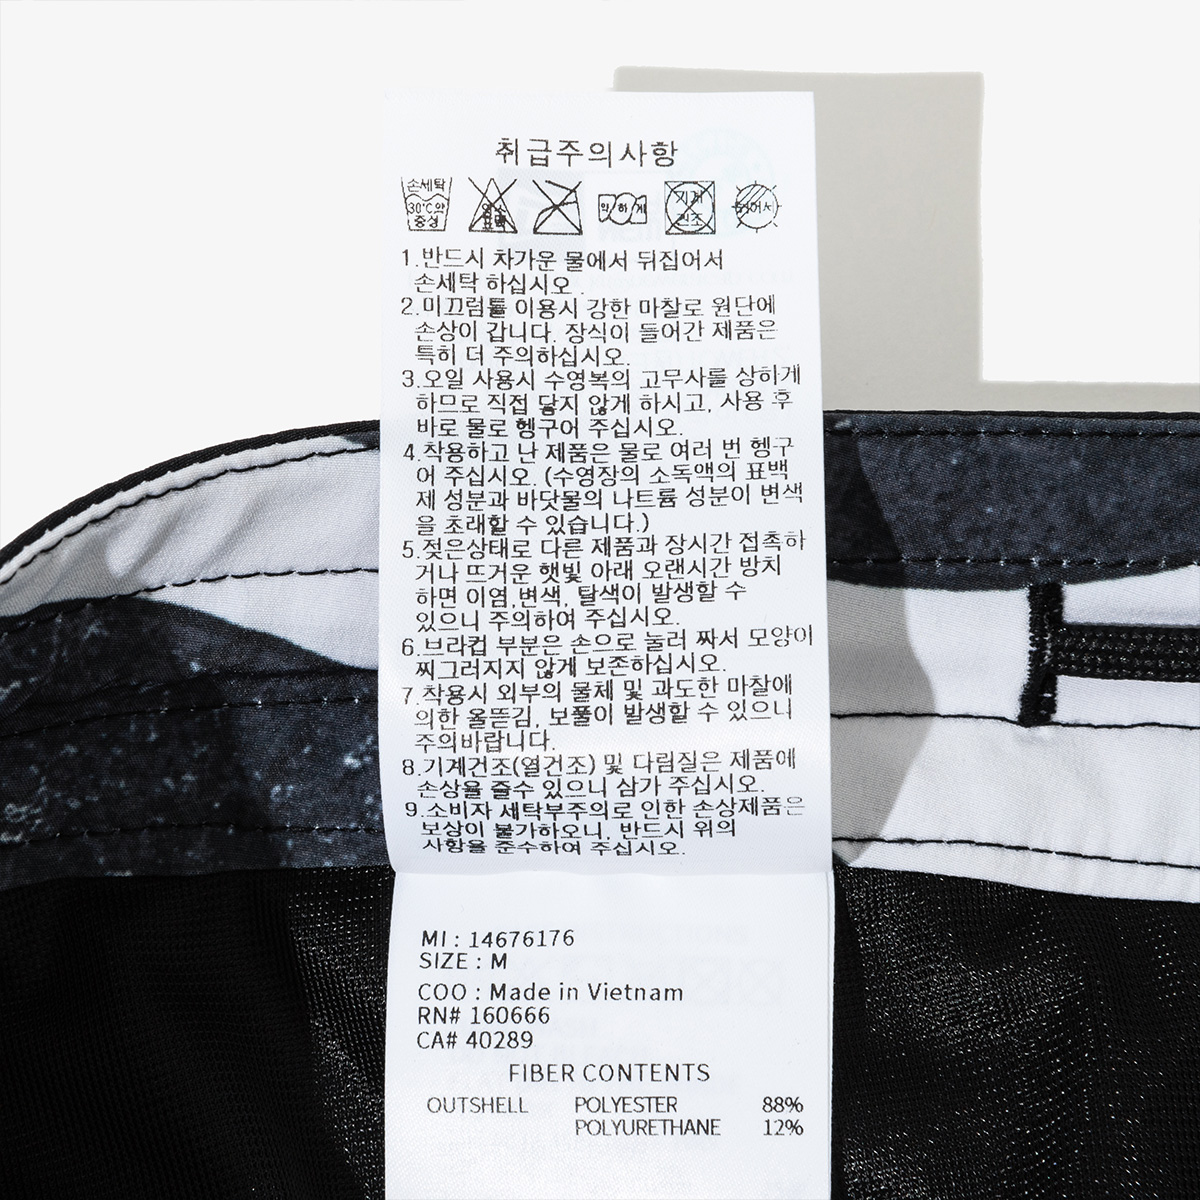 취급주의사항
손세탁
30°C약
중성
염소
표백
약하게
기계
건조
뉘어서
1.반드시 차가운 물에서 뒤집어서
손세탁 하십시오.
2.미끄럼틀 이용시 강한 마찰로 원단에
손상이 갑니다. 장식이 들어간 제품은
특히 더 주의하십시오.
3.오일 사용시 수영복의 고무사를 상하게
하므로 직접 닿지 않게 하시고, 사용 후
바로 물로 헹구어 주십시오.
4.착용하고 난 제품은 물로 여러 번 헹구
어 주십시오. (수영장의 소독액의 표백
제 성분과 바닷물의 나트륨 성분이 변색
을 초래할 수 있습니다.)
5.젖은상태로 다른 제품과 장시간 접촉하
거나 뜨거운 햇빛 아래 오랜시간 방치
하면 이염,변색, 탈색이 발생할 수
있으니 주의하여 주십시오.
6.브라컵 부분은 손으로 눌러 짜서 모양이
찌그러지지 않게 보존하십시오.
7.착용시 외부의 물체 및 과도한 마찰에
의한 올뜯김, 보풀이 발생할 수 있으니
주의바랍니다.
8.기계건조(열건조) 및 다림질은 제품에
손상을 줄수 있으니 삼가 주십시오.
9.소비자 세탁부주의로 인한 손상제품은
보상이 불가하오니, 반드시 위의
사항을 준수하여 주십시오.
MI : 14676176
SIZE : M
COO : Made in Vietnam
RN# 160666
CA# 40289
FIBER CONTENTS
OUTSHELL POLYESTER 88%
POLYURETHANE 12%